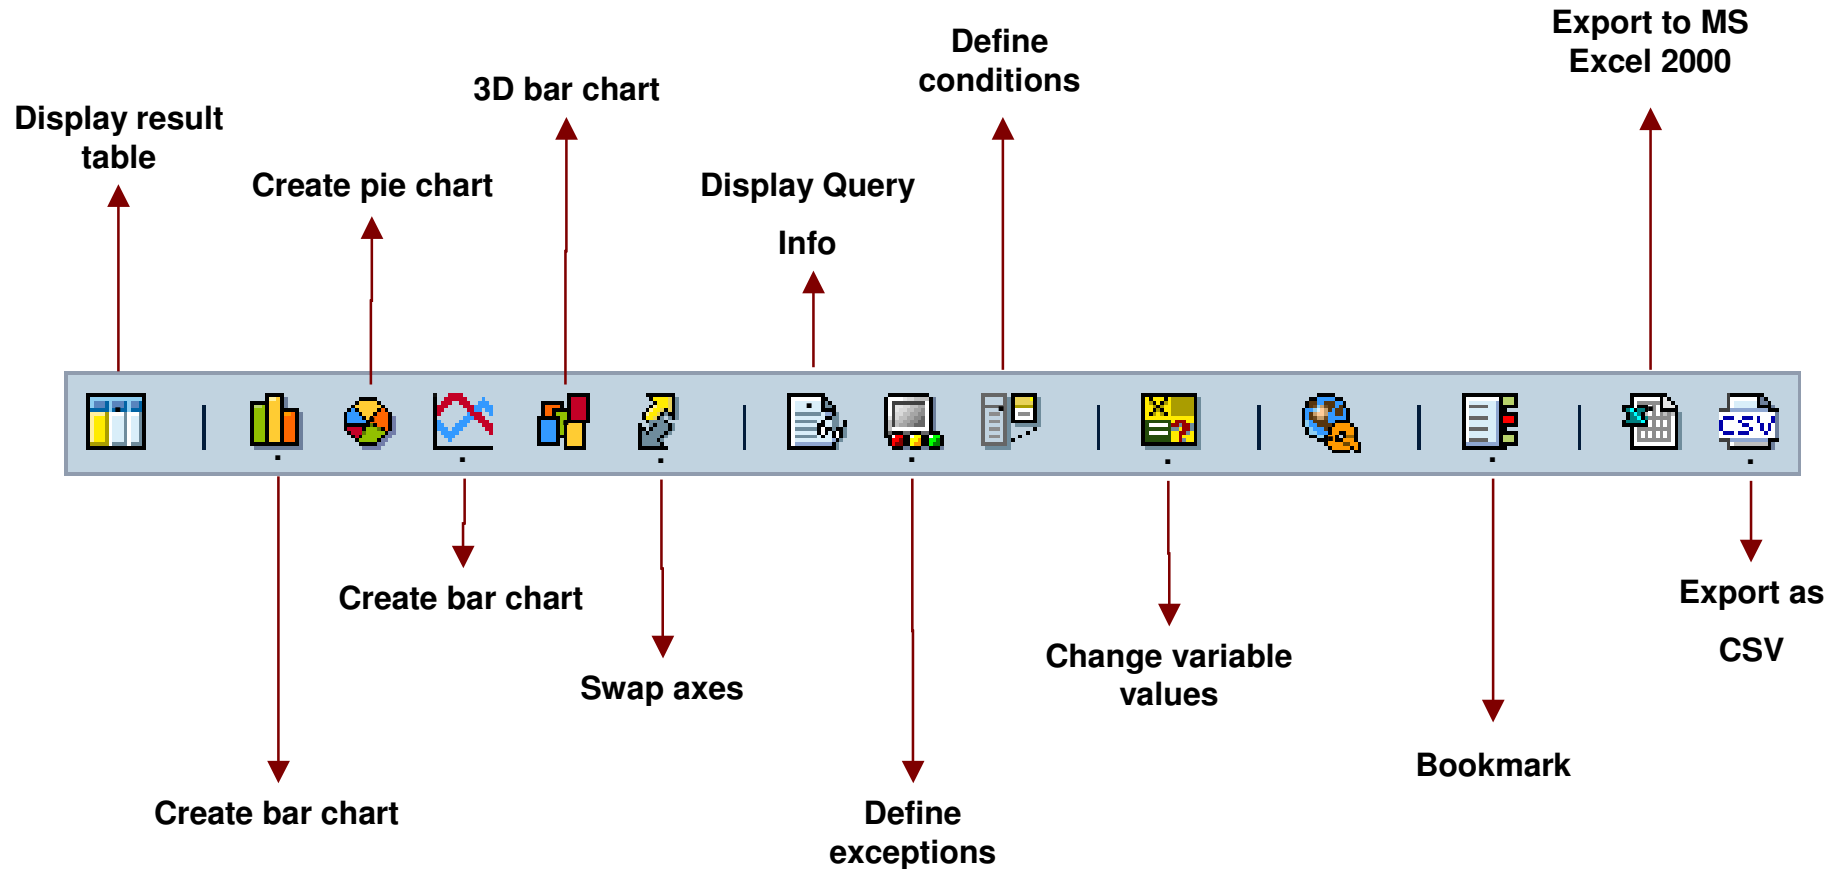 Export to MS
Excel 2000
Define
conditions
3D bar chart
Display result
table
Create pie chart
Display Query
Info
CSV
Create bar chart
Export as
CSV
Change variable
values
Swap axes
Bookmark
Create bar chart
Define
exceptions